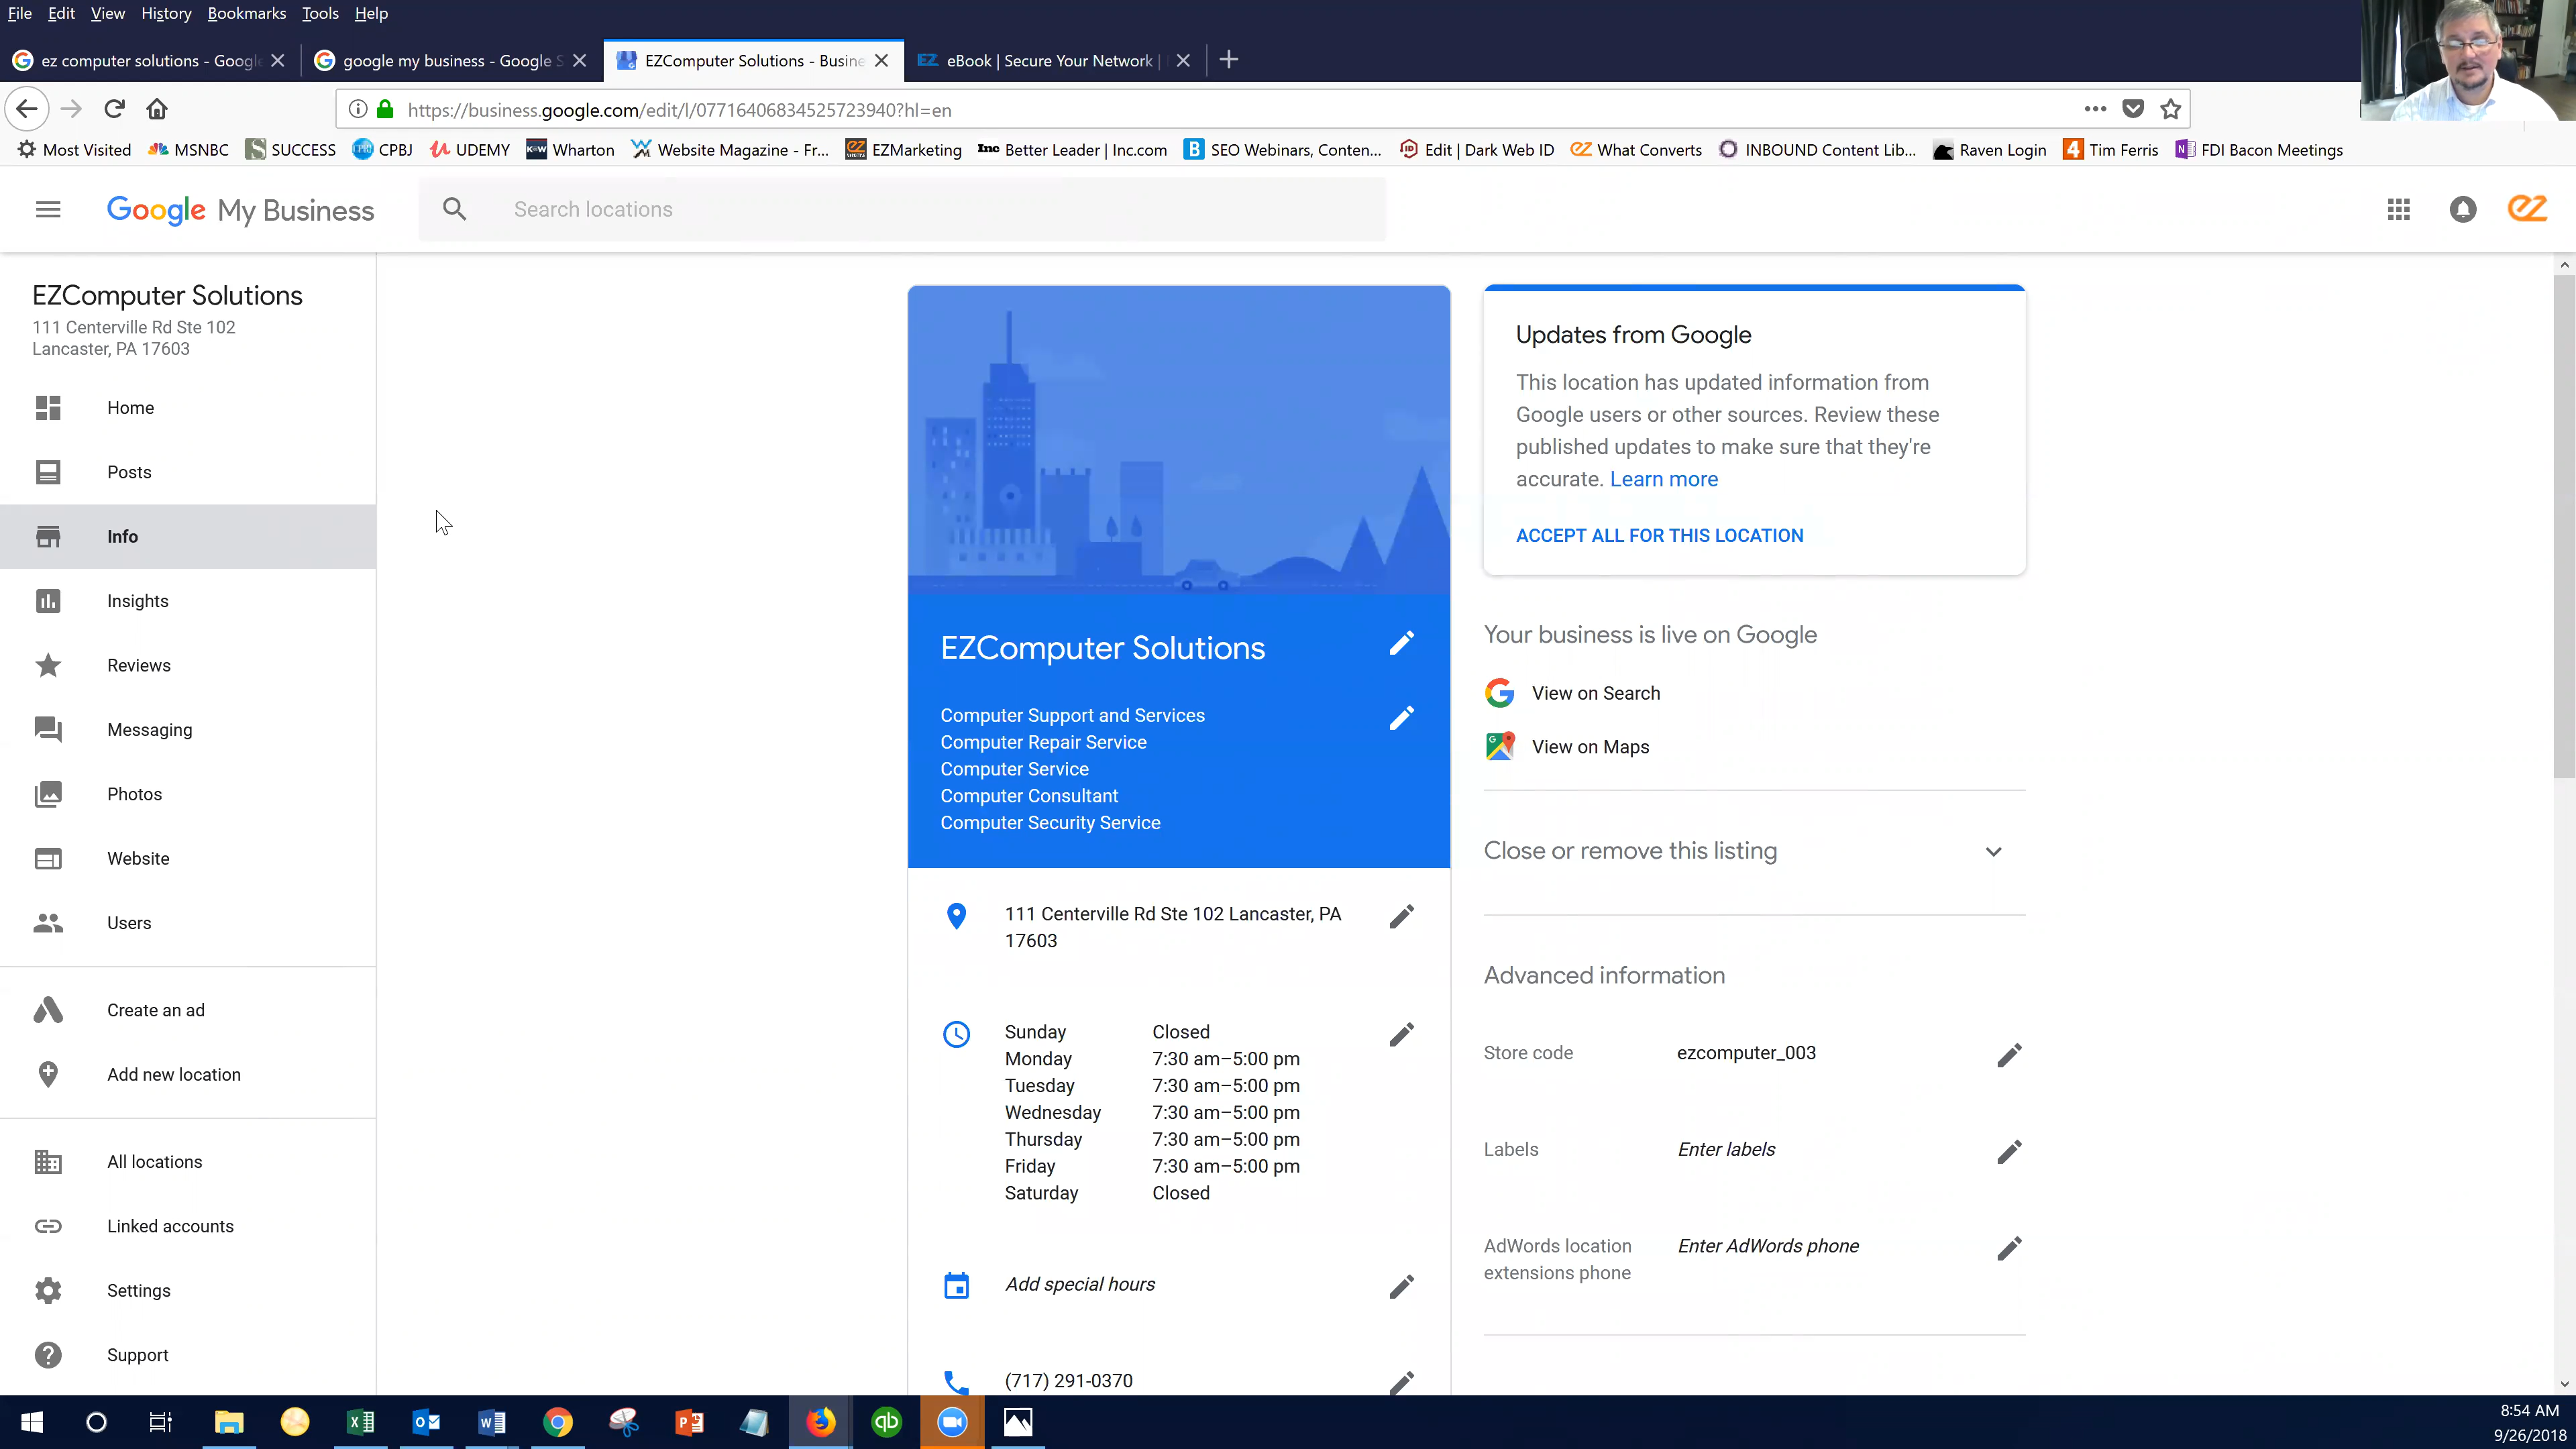 File Edit View History Bookmarks Tools Help
ez computer solutions - Google
google my business - Google S
EZComputer Solutions - Busine
EZ eBook | Secure Your Network |
https://business.google.com/edit/l/07716406834525723940?hl=en
Most Visited MSNBC SUCCESS CPBJ UDEMY Wharton Website Magazine - Fr... EZMarketing Inc Better Leader | Inc.com SEO Webinars, Conten... Edit | Dark Web ID What Converts INBOUND Content Lib... Raven Login Tim Ferris FDI Bacon Meetings
Google My Business
Search locations
ez
EZComputer Solutions
111 Centerville Rd Ste 102
Lancaster, PA 17603
Home
Posts
Info
Insights
Reviews
Messaging
Photos
Website
Users
Create an ad
Add new location
All locations
Linked accounts
Settings
Support
EZComputer Solutions
Computer Support and Services
Computer Repair Service
Computer Service
Computer Consultant
Computer Security Service
111 Centerville Rd Ste 102 Lancaster, PA
17603
Sunday Closed
Monday 7:30 am–5:00 pm
Tuesday 7:30 am–5:00 pm
Wednesday 7:30 am–5:00 pm
Thursday 7:30 am–5:00 pm
Friday 7:30 am–5:00 pm
Saturday Closed
Add special hours
(717) 291-0370
Updates from Google
This location has updated information from
Google users or other sources. Review these
published updates to make sure that they're
accurate. Learn more
ACCEPT ALL FOR THIS LOCATION
Your business is live on Google
View on Search
View on Maps
Close or remove this listing
Advanced information
Store code ezcomputer_003
Labels Enter labels
AdWords location Enter AdWords phone
extensions phone
8:54 AM
9/26/2018